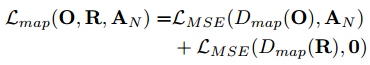 ℒ_map(O, R, A_N) = ℒ_MSE(D_map(O), A_N)
+ ℒ_MSE(D_map(R), 0)